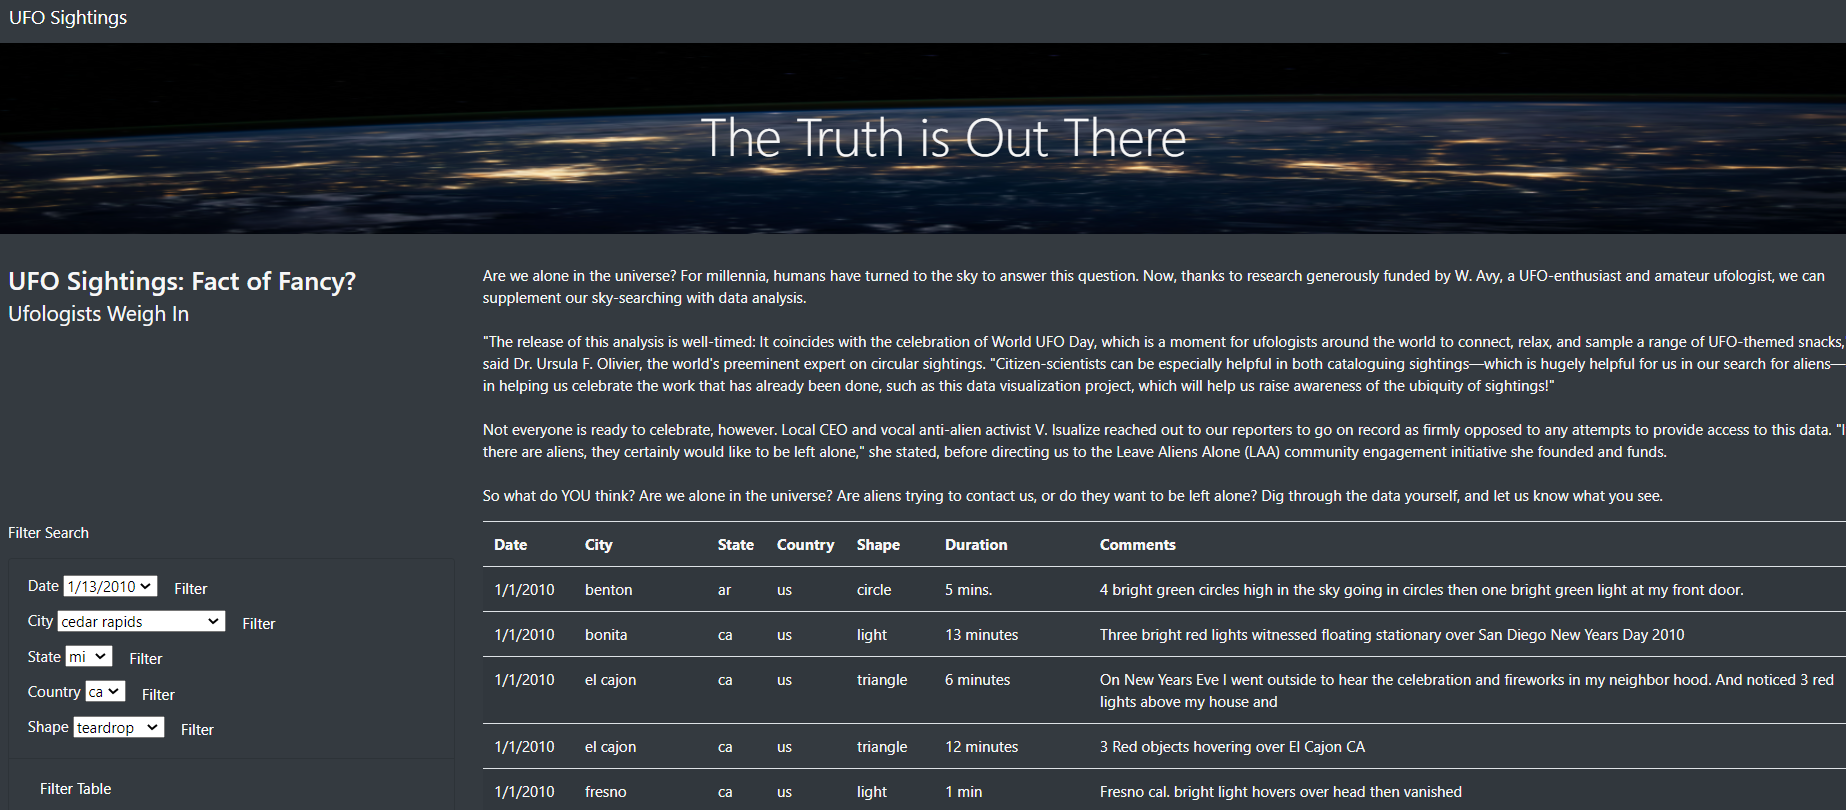 UFO Sightings
The Truth is Out There
UFO Sightings: Fact of Fancy?
Ufologists Weigh In
Are we alone in the universe? For millennia, humans have turned to the sky to answer this question. Now, thanks to research generously funded by W. Avy, a UFO-enthusiast and amateur ufologist, we can
supplement our sky-searching with data analysis.
"The release of this analysis is well-timed: It coincides with the celebration of World UFO Day, which is a moment for ufologists around the world to connect, relax, and sample a range of UFO-themed snacks,
said Dr. Ursula F. Olivier, the world's preeminent expert on circular sightings. "Citizen-scientists can be especially helpful in both cataloguing sightings—which is hugely helpful for us in our search for aliens—
in helping us celebrate the work that has already been done, such as this data visualization project, which will help us raise awareness of the ubiquity of sightings!"
Not everyone is ready to celebrate, however. Local CEO and vocal anti-alien activist V. Isualize reached out to our reporters to go on record as firmly opposed to any attempts to provide access to this data. "I
there are aliens, they certainly would like to be left alone," she stated, before directing us to the Leave Aliens Alone (LAA) community engagement initiative she founded and funds.
So what do YOU think? Are we alone in the universe? Are aliens trying to contact us, or do they want to be left alone? Dig through the data yourself, and let us know what you see.
Filter Search
Date 1/13/2010 Filter
City cedar rapids Filter
State mi Filter
Country ca Filter
Shape teardrop Filter
Filter Table
Date City State Country Shape Duration Comments
1/1/2010 benton ar us circle 5 mins. 4 bright green circles high in the sky going in circles then one bright green light at my front door.
1/1/2010 bonita ca us light 13 minutes Three bright red lights witnessed floating stationary over San Diego New Years Day 2010
1/1/2010 el cajon ca us triangle 6 minutes On New Years Eve I went outside to hear the celebration and fireworks in my neighbor hood. And noticed 3 red
lights above my house and
1/1/2010 el cajon ca us triangle 12 minutes 3 Red objects hovering over El Cajon CA
1/1/2010 fresno ca us light 1 min Fresno cal. bright light hovers over head then vanished